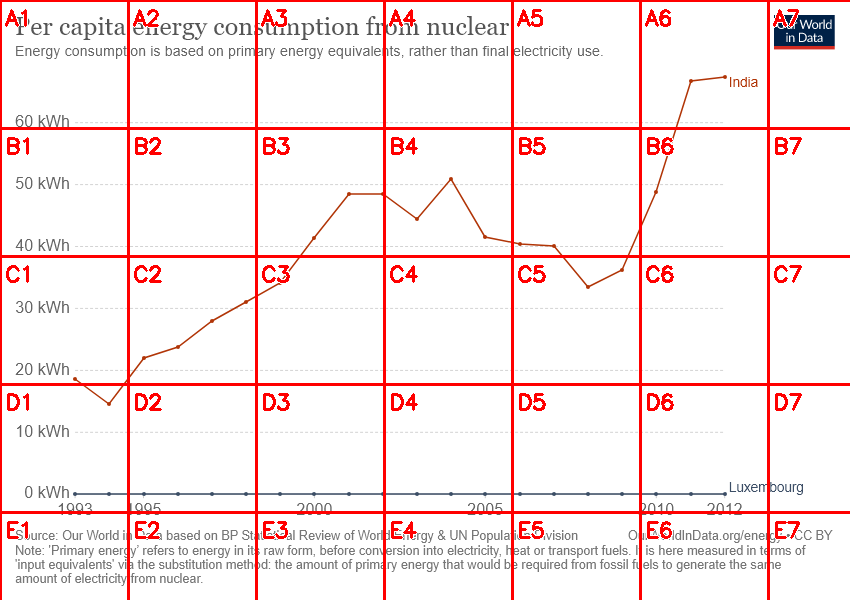 Per capita energy consumption from nuclear
Our World
in Data
Energy consumption is based on primary energy equivalents, rather than final electricity use.
A1 A2 A3 A4 A5 A6 A7
India
60 kWh
B1 B2 B3 B4 B5 B6 B7
50 kWh
40 kWh
C1 C2 C3 C4 C5 C6 C7
30 kWh
20 kWh
D1 D2 D3 D4 D5 D6 D7
10 kWh
Luxembourg
0 kWh
1993 1995 2000 2005 2010 2012
E1 E2 E3 E4 E5 E6 E7
Source: Our World in Data based on BP Statistical Review of World Energy & UN Population Division OurWorldInData.org/energy • CC BY
Note: 'Primary energy' refers to energy in its raw form, before conversion into electricity, heat or transport fuels. It is here measured in terms of
'input equivalents' via the substitution method: the amount of primary energy that would be required from fossil fuels to generate the same
amount of electricity from nuclear.